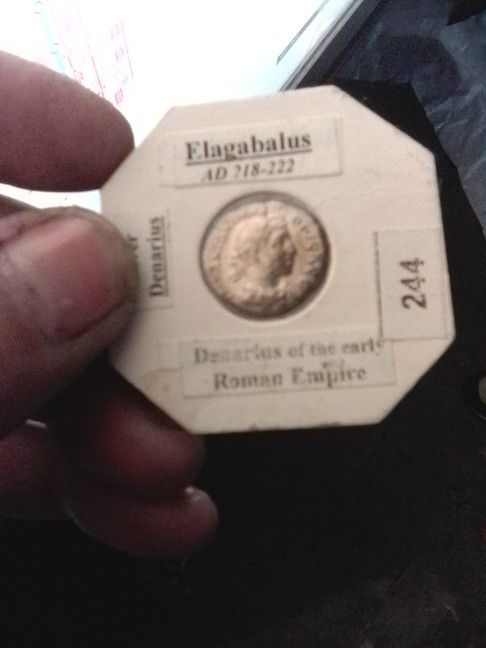 Elagabalus
AD 218-222
Denarius
244
Denarius of the early
Roman Empire